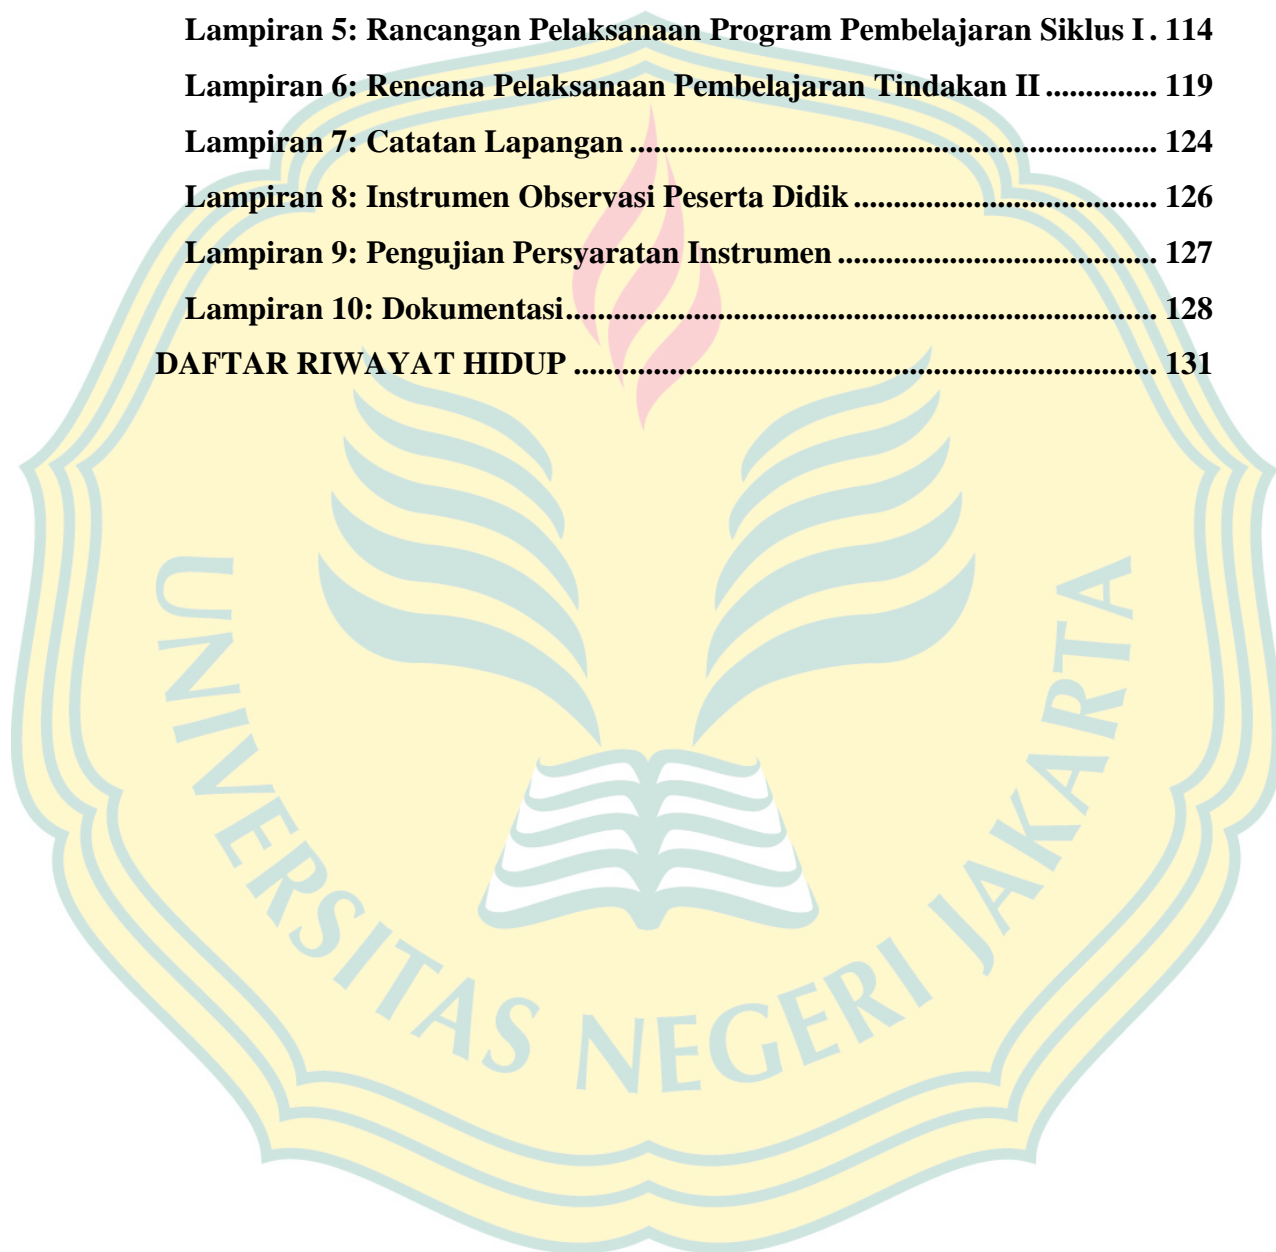 Lampiran 5: Rancangan Pelaksanaan Program Pembelajaran Siklus I. 114
Lampiran 6: Rencana Pelaksanaan Pembelajaran Tindakan II .............. 119
Lampiran 7: Catatan Lapangan .................................................................. 124
Lampiran 8: Instrumen Observasi Peserta Didik...................................... 126
Lampiran 9: Pengujian Persyaratan Instrumen ........................................ 127
Lampiran 10: Dokumentasi.......................................................................... 128
DAFTAR RIWAYAT HIDUP ......................................................................... 131
UNIVERSITAS NEGERI JAKARTA